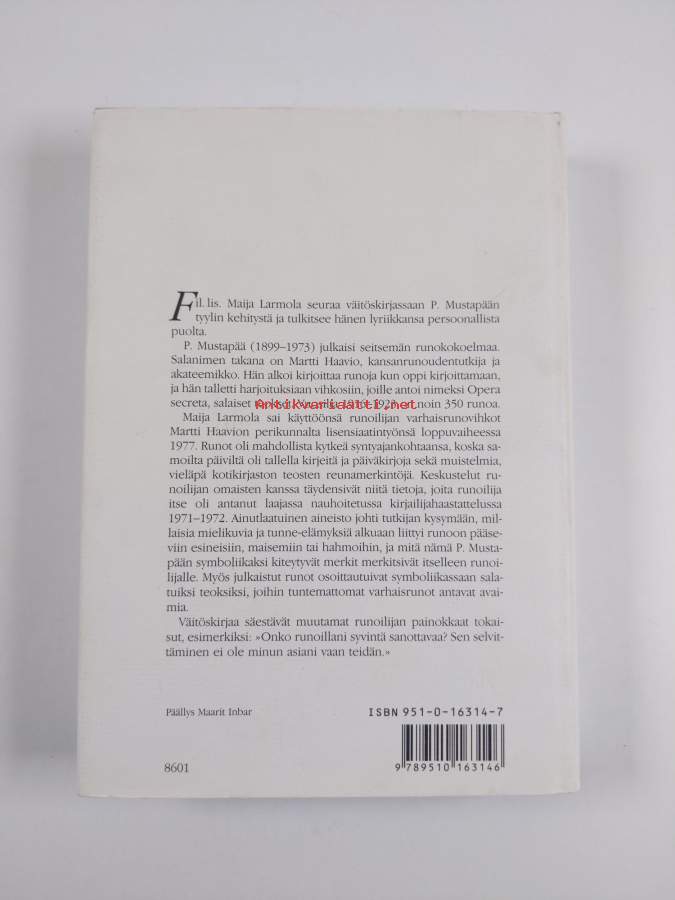 Fil. lis. Maija Larmola seuraa väitöskirjassaan P. Mustapään
tyylin kehitystä ja tulkitsee hänen lyriikkansa persoonallista
puolta.
P. Mustapää (1899–1973) julkaisi seitsemän runokokoelmaa.
Salanimen takana on Martti Haavio, kansanrunoudentutkija ja
akateemikko. Hän alkoi kirjoittaa runoja kun oppi kirjoittamaan,
ja hän talletti harjoituksiaan vihkosiin, joille antoi nimeksi Opera
secreta, salaiset noin 350 runoa.
Antikvariaatti.net
Maija Larmola sai käyttöönsä runoilijan varhaisrunovihkot
Martti Haavion perikunnalta lisensiaatintyönsä loppuvaiheessa
1977. Runot oli mahdollista kytkeä syntyajankohtaansa, koska sa-
moilta päiviltä oli tallella kirjeitä ja päiväkirjoja sekä muistelmia,
vieläpä kotikirjaston teosten reunamerkintöjä. Keskustelut ru-
noilijan omaisten kanssa täydensivät niitä tietoja, joita runoilija
itse oli antanut laajassa nauhoitetussa kirjailijahaastattelussa
1971–1972. Ainutlaatuinen aineisto johti tutkijan kysymään, mil-
laisia mielikuvia ja tunne-elämyksiä alkuaan liittyi runoon pääse-
viin esineisiin, maisemiin tai hahmoihin, ja mitä nämä P. Musta-
pään symboliikaksi kiteytyvät merkit merkitsivät itselleen runoi-
lijalle. Myös julkaistut runot osoittautuivat symboliikassaan sala-
tuiksi teoksiksi, joihin tuntemattomat varhaisrunot antavat avai-
mia.
Väitöskirjaa säestävät muutamat runoilijan painokkaat tokai-
sut, esimerkiksi: »Onko runoillani syvintä sanottavaa? Sen selvit-
täminen ei ole minun asiani vaan teidän.»
Päällys Maarit Inbar
ISBN 951-0-16314-7
9 789510 163146
8601